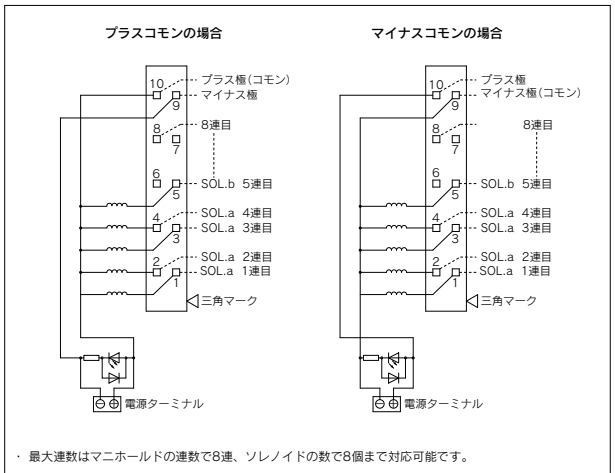 プラスコモンの場合
10
プラス極(コモン)
マイナス極
9
8連目
8
7
6
SOL.b 5連目
5
SOL.a 4連目
4
SOL.a 3連目
3
SOL.a 2連目
2
SOL.a 1連目
1
三角マーク
⊖ ⊕ 電源ターミナル
マイナスコモンの場合
10
プラス極
マイナス極(コモン)
9
8連目
8
7
6
SOL.b 5連目
5
SOL.a 4連目
4
SOL.a 3連目
3
SOL.a 2連目
2
SOL.a 1連目
1
三角マーク
⊖ ⊕ 電源ターミナル
・ 最大連数はマニホールドの連数で8連、ソレノイドの数で8個まで対応可能です。